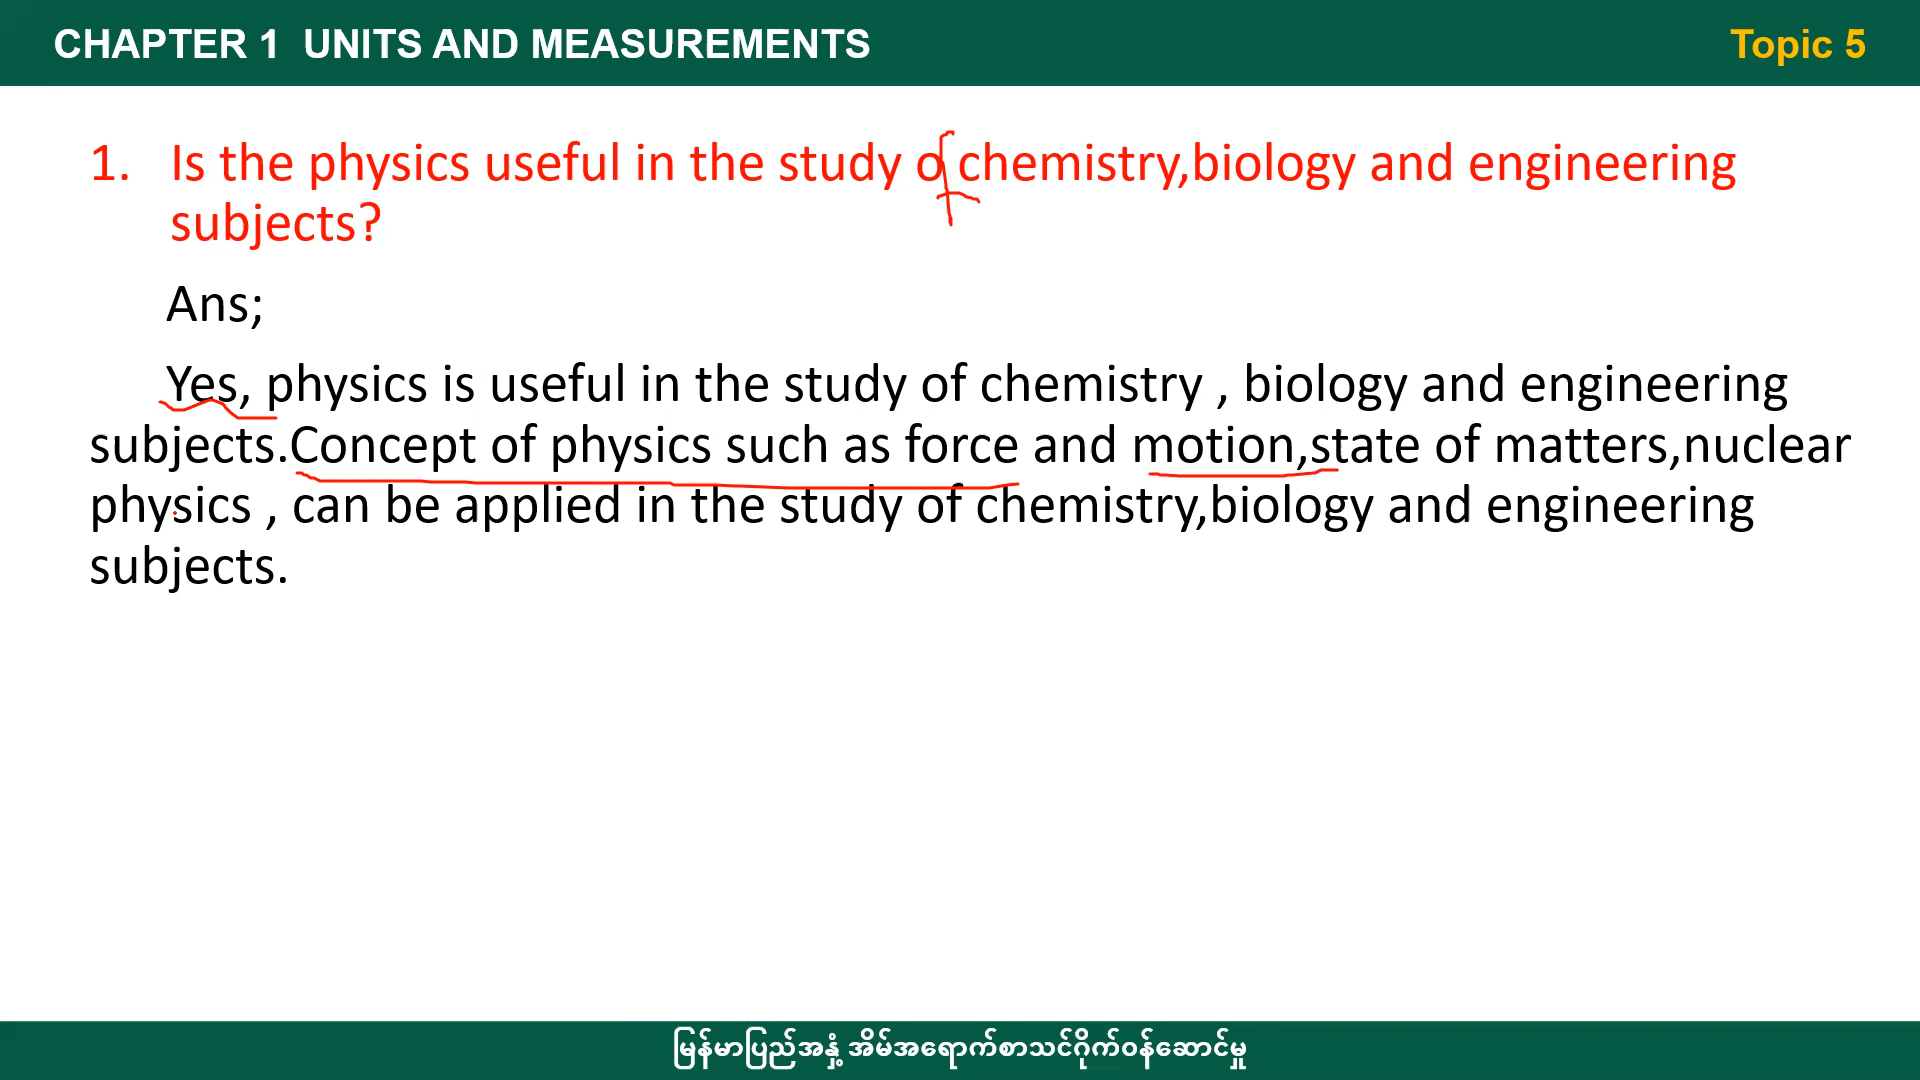 CHAPTER 1 UNITS AND MEASUREMENTS
Topic 5
1. Is the physics useful in the study of chemistry,biology and engineering
subjects?
Ans;
Yes, physics is useful in the study of chemistry , biology and engineering
subjects.Concept of physics such as force and motion,state of matters,nuclear
physics , can be applied in the study of chemistry,biology and engineering
subjects.
မြန်မာပြည်အနှံ့ အိမ်အရောက်စာသင်ဂိုက်ဝန်ဆောင်မှု